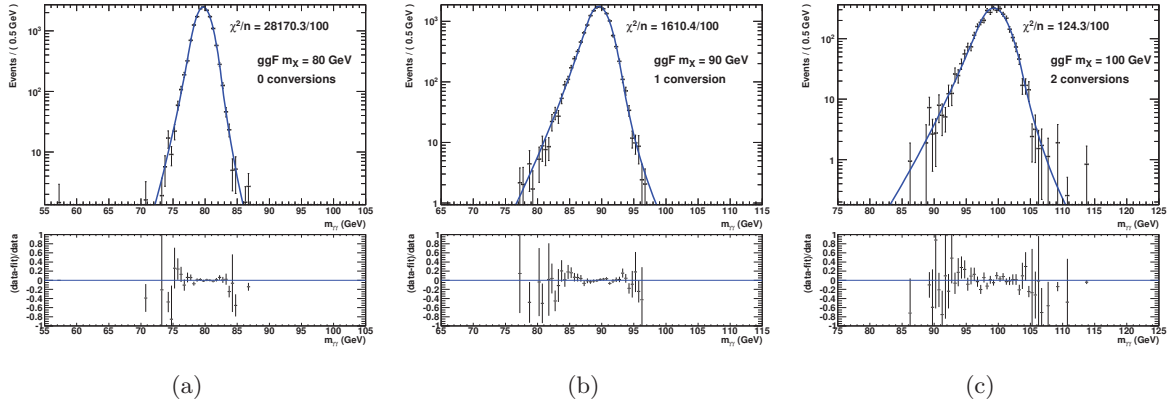 Events / ( 0.5 GeV )
10³
10²
10
χ²/n = 28170.3/100
ggF mX = 80 GeV
0 conversions
55 60 65 70 75 80 85 90 95 100 105
mγγ (GeV)
(data-fit)/data
1
0.8
0.6
0.4
0.2
0
-0.2
-0.4
-0.6
-0.8
-1
55 60 65 70 75 80 85 90 95 100 105
mγγ (GeV)
(a)
Events / ( 0.5 GeV )
10³
10²
10
1
χ²/n = 1610.4/100
ggF mX = 90 GeV
1 conversion
65 70 75 80 85 90 95 100 105 110 115
mγγ (GeV)
(data-fit)/data
1
0.8
0.6
0.4
0.2
0
-0.2
-0.4
-0.6
-0.8
-1
65 70 75 80 85 90 95 100 105 110 115
mγγ (GeV)
(b)
Events / ( 0.5 GeV )
10²
10
1
χ²/n = 124.3/100
ggF mX = 100 GeV
2 conversions
75 80 85 90 95 100 105 110 115 120 125
mγγ (GeV)
(data-fit)/data
1
0.8
0.6
0.4
0.2
0
-0.2
-0.4
-0.6
-0.8
-1
75 80 85 90 95 100 105 110 115 120 125
mγγ (GeV)
(c)